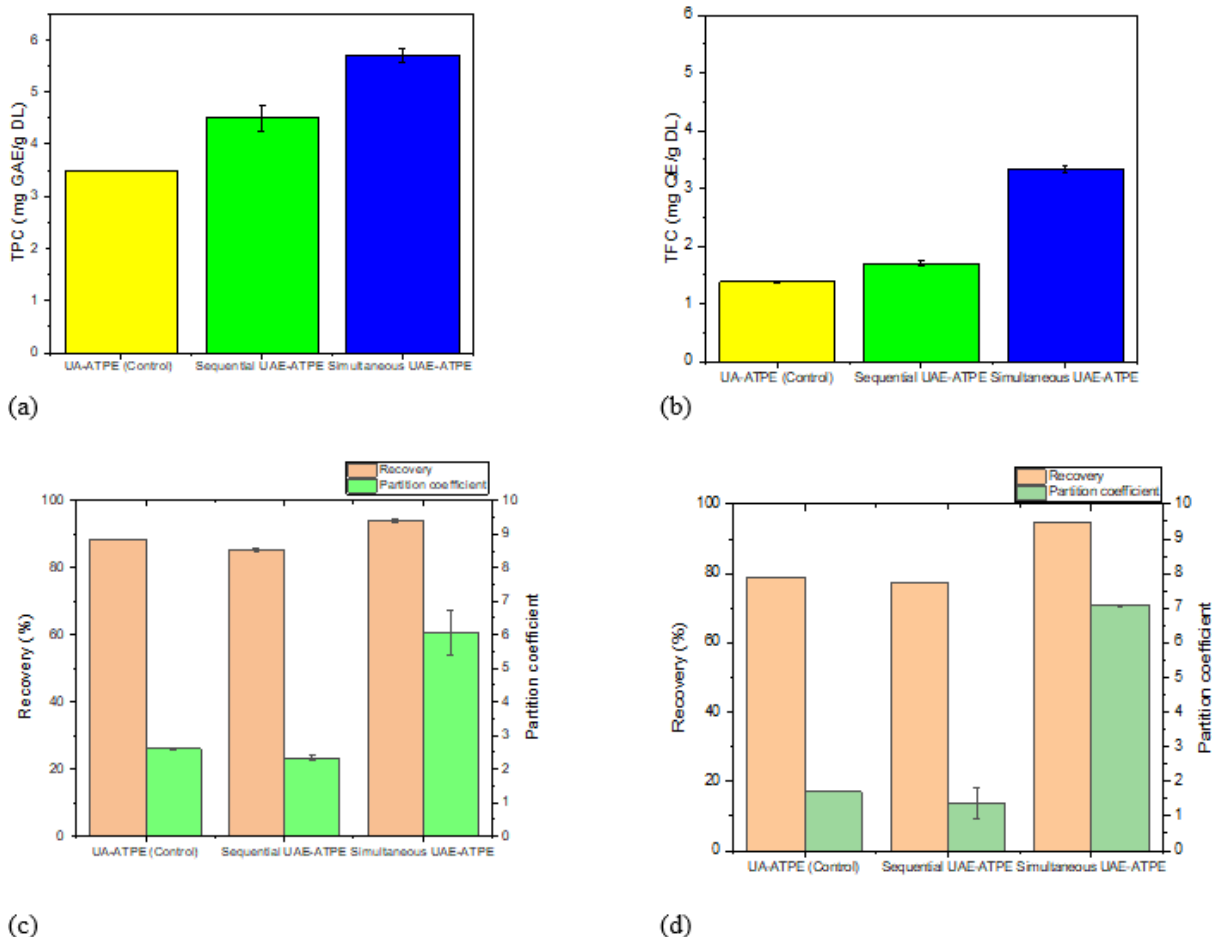 6
5
4
3
2
1
0
TPC (mg GAE/g DL)
UA-ATPE (Control) Sequential UAE-ATPE Simultaneous UAE-ATPE
(a)
6
5
4
3
2
1
0
TFC (mg QE/g DL)
UA-ATPE (Control) Sequential UAE-ATPE Simultaneous UAE-ATPE
(b)
Recovery
Partition coefficient
100
80
60
40
20
0
Recovery (%)
10
9
8
7
6
5
4
3
2
1
0
Partition coefficient
UA-ATPE (Control) Sequential UAE-ATPE Simultaneous UAE-ATPE
(c)
Recovery
Partition coefficient
100
80
60
40
20
0
Recovery (%)
10
9
8
7
6
5
4
3
2
1
0
Partition coefficient
UA-ATPE (Control) Sequential UAE-ATPE Simultaneous UAE-ATPE
(d)